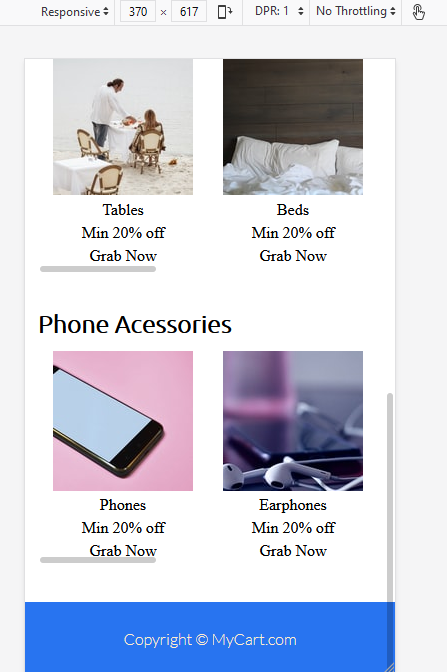 Responsive 370 × 617 DPR: 1 No Throttling
Tables Beds
Min 20% off Min 20% off
Grab Now Grab Now
Phone Acessories
Phones Earphones
Min 20% off Min 20% off
Grab Now Grab Now
Copyright © MyCart.com